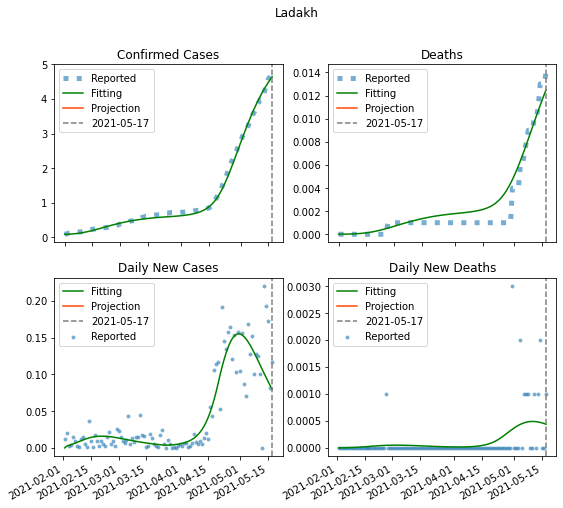 Ladakh
Confirmed Cases
Reported
Fitting
Projection
2021-05-17
5
4
3
2
1
0
Deaths
Reported
Fitting
Projection
2021-05-17
0.014
0.012
0.010
0.008
0.006
0.004
0.002
0.000
Daily New Cases
Fitting
Projection
2021-05-17
Reported
0.20
0.15
0.10
0.05
0.00
2021-02-01
2021-02-15
2021-03-01
2021-03-15
2021-04-01
2021-04-15
2021-05-01
2021-05-15
Daily New Deaths
Fitting
Projection
2021-05-17
Reported
0.0030
0.0025
0.0020
0.0015
0.0010
0.0005
0.0000
2021-02-01
2021-02-15
2021-03-01
2021-03-15
2021-04-01
2021-04-15
2021-05-01
2021-05-15